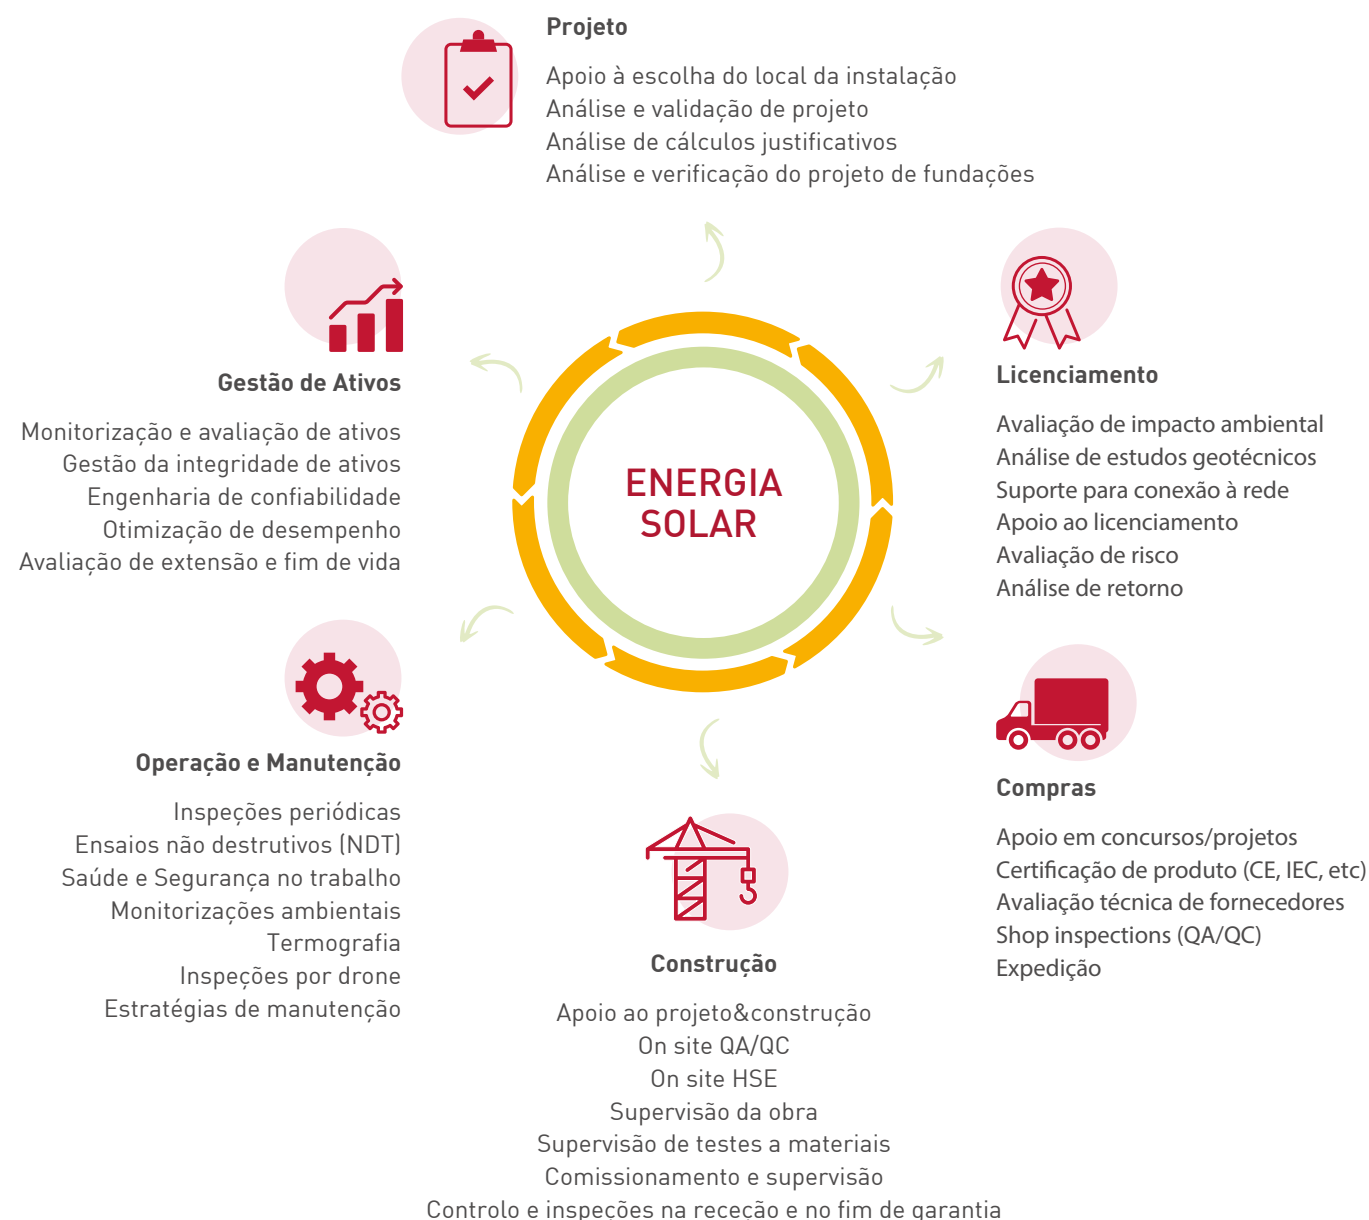 Projeto
Apoio à escolha do local da instalação
Análise e validação de projeto
Análise de cálculos justificativos
Análise e verificação do projeto de fundações
Gestão de Ativos
Monitorização e avaliação de ativos
Gestão da integridade de ativos
Engenharia de confiabilidade
Otimização de desempenho
Avaliação de extensão e fim de vida
ENERGIA
SOLAR
Licenciamento
Avaliação de impacto ambiental
Análise de estudos geotécnicos
Suporte para conexão à rede
Apoio ao licenciamento
Avaliação de risco
Análise de retorno
Operação e Manutenção
Inspeções periódicas
Ensaios não destrutivos (NDT)
Saúde e Segurança no trabalho
Monitorizações ambientais
Termografia
Inspeções por drone
Estratégias de manutenção
Construção
Apoio ao projeto&construção
On site QA/QC
On site HSE
Supervisão da obra
Supervisão de testes a materiais
Comissionamento e supervisão
Controlo e inspeções na receção e no fim de garantia
Compras
Apoio em concursos/projetos
Certificação de produto (CE, IEC, etc)
Avaliação técnica de fornecedores
Shop inspections (QA/QC)
Expedição